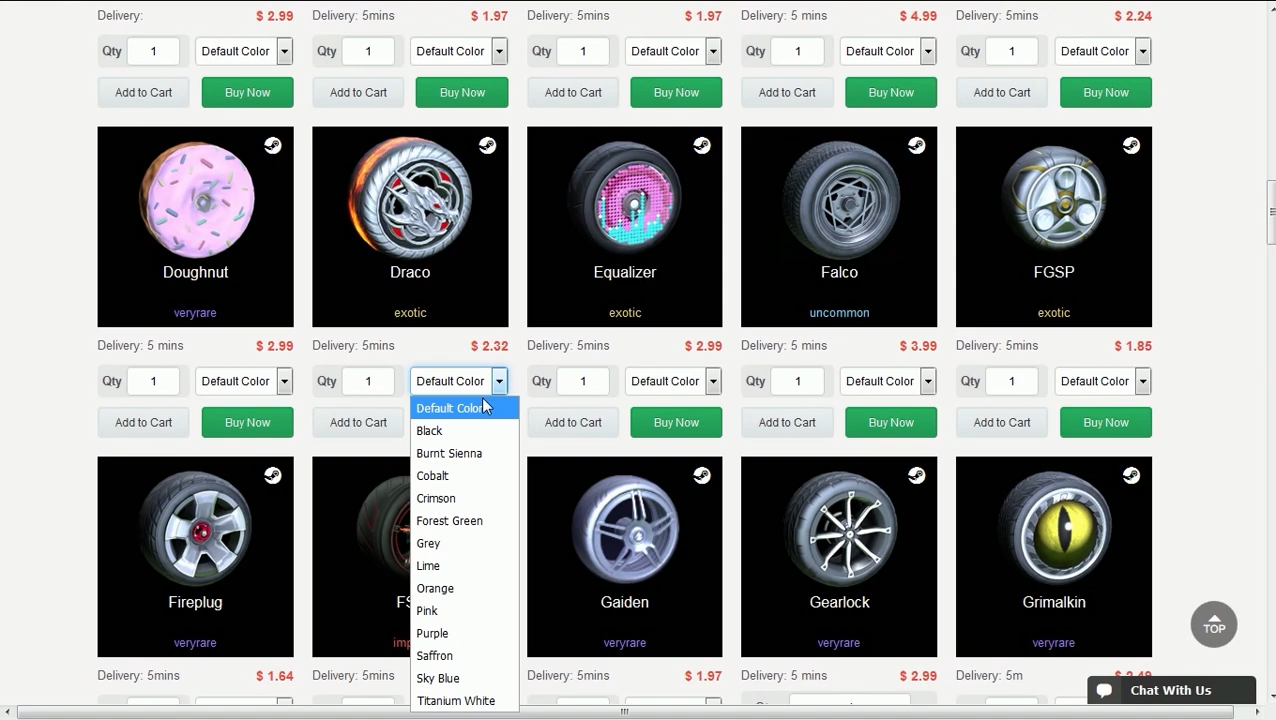 Delivery: $ 2.99 Delivery: 5mins $ 1.97 Delivery: 5mins $ 1.97 Delivery: 5 mins $ 4.99 Delivery: 5mins $ 2.24
Qty 1 Default Color Qty 1 Default Color Qty 1 Default Color Qty 1 Default Color Qty 1 Default Color
Add to Cart Buy Now Add to Cart Buy Now Add to Cart Buy Now Add to Cart Buy Now Add to Cart Buy Now
Doughnut Draco Equalizer Falco FGSP
veryrare exotic exotic uncommon exotic
Delivery: 5 mins $ 2.99 Delivery: 5mins $ 2.32 Delivery: 5mins $ 2.99 Delivery: 5mins $ 3.99 Delivery: 5mins $ 1.85
Qty 1 Default Color Qty 1 Default Color Qty 1 Default Color Qty 1 Default Color Qty 1 Default Color
Add to Cart Buy Now Add to Cart Add to Cart Buy Now Add to Cart Buy Now Add to Cart Buy Now
Default Color
Black
Burnt Sienna
Cobalt
Crimson
Forest Green
Grey
Lime
Orange
Pink
Purple
Saffron
Sky Blue
Titanium White
Fireplug Gaiden Gearlock Grimalkin
veryrare veryrare veryrare veryrare
Delivery: 5mins $ 1.64 Delivery: 5mins Delivery: 5mins $ 1.97 Delivery: 5mins $ 2.99 Delivery: 5m
TOP
Chat With Us